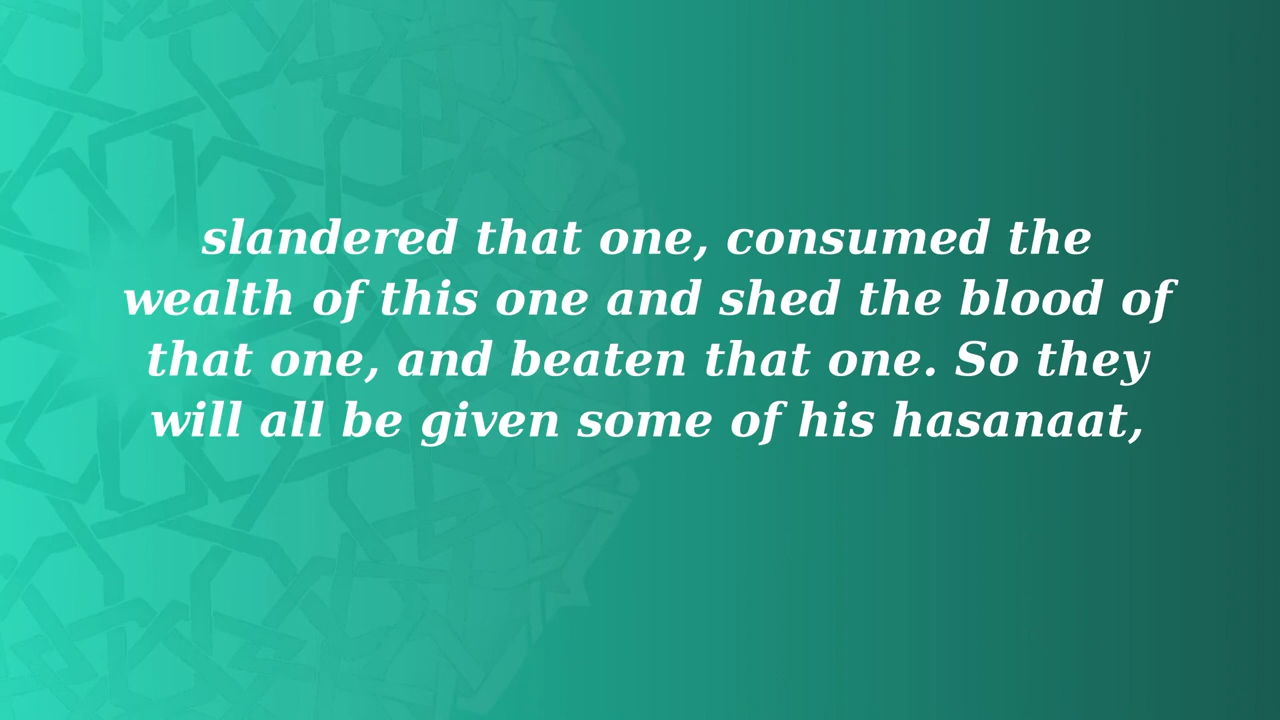 slandered that one, consumed the
wealth of this one and shed the blood of
that one, and beaten that one. So they
will all be given some of his hasanaat,